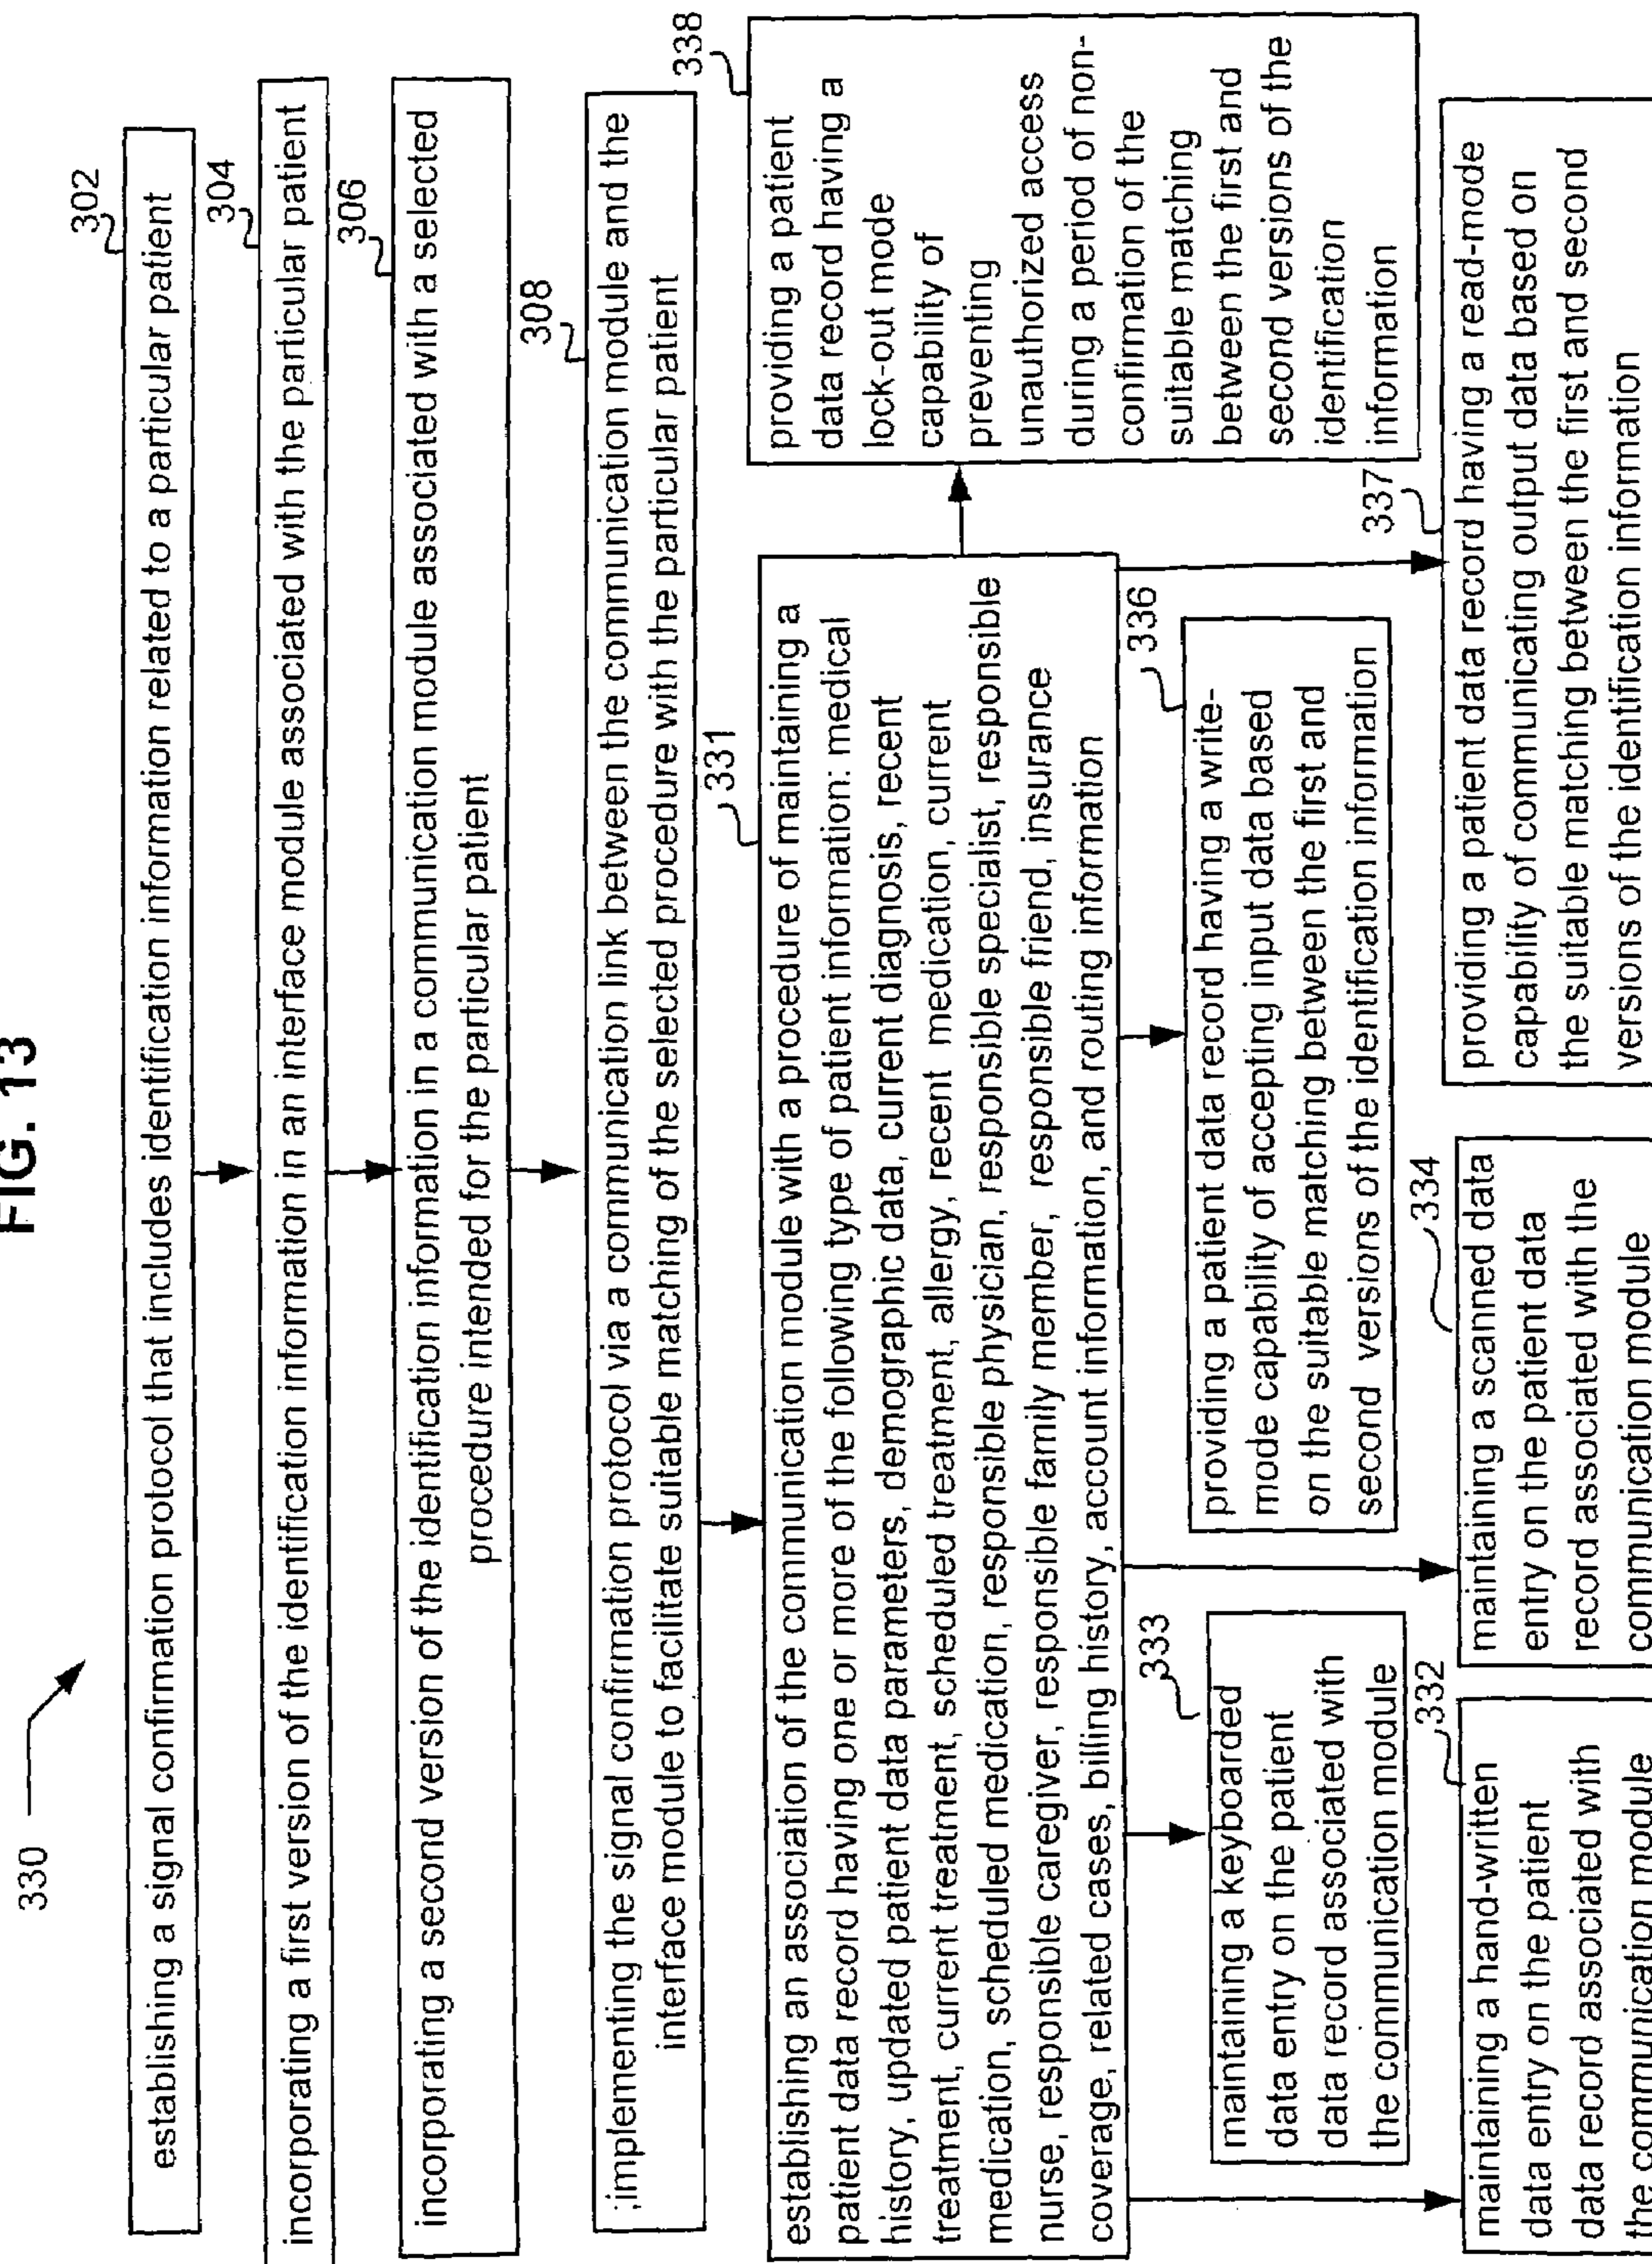 FIG. 13
330
302
establishing a signal confirmation protocol that includes identification information related to a particular patient
304
incorporating a first version of the identification information in an interface module associated with the particular patient
306
incorporating a second version of the identification information in a communication module associated with a selected
procedure intended for the particular patient
308
;implementing the signal confirmation protocol via a communication link between the communication module and the
interface module to facilitate suitable matching of the selected procedure with the particular patient
331
establishing an association of the communication module with a procedure of maintaining a
patient data record having one or more of the following type of patient information: medical
history, updated patient data parameters, demographic data, current diagnosis, recent
treatment, current treatment, scheduled treatment, allergy, recent medication, current
medication, scheduled medication, responsible physician, responsible specialist, responsible
nurse, responsible caregiver, responsible family member, responsible friend, insurance
coverage, related cases, billing history, account information, and routing information
338
providing a patient
data record having a
lock-out mode
capability of
preventing
unauthorized access
during a period of non-
confirmation of the
suitable matching
between the first and
second versions of the
identification
information
333
maintaining a keyboarded
data entry on the patient
data record associated with
the communication module
336
providing a patient data record having a write-
mode capability of accepting input data based
on the suitable matching between the first and
second versions of the identification information
332
maintaining a hand-written
data entry on the patient
data record associated with
the communication module
334
maintaining a scanned data
entry on the patient data
record associated with the
communication module
337
providing a patient data record having a read-mode
capability of communicating output data based on
the suitable matching between the first and second
versions of the identification information